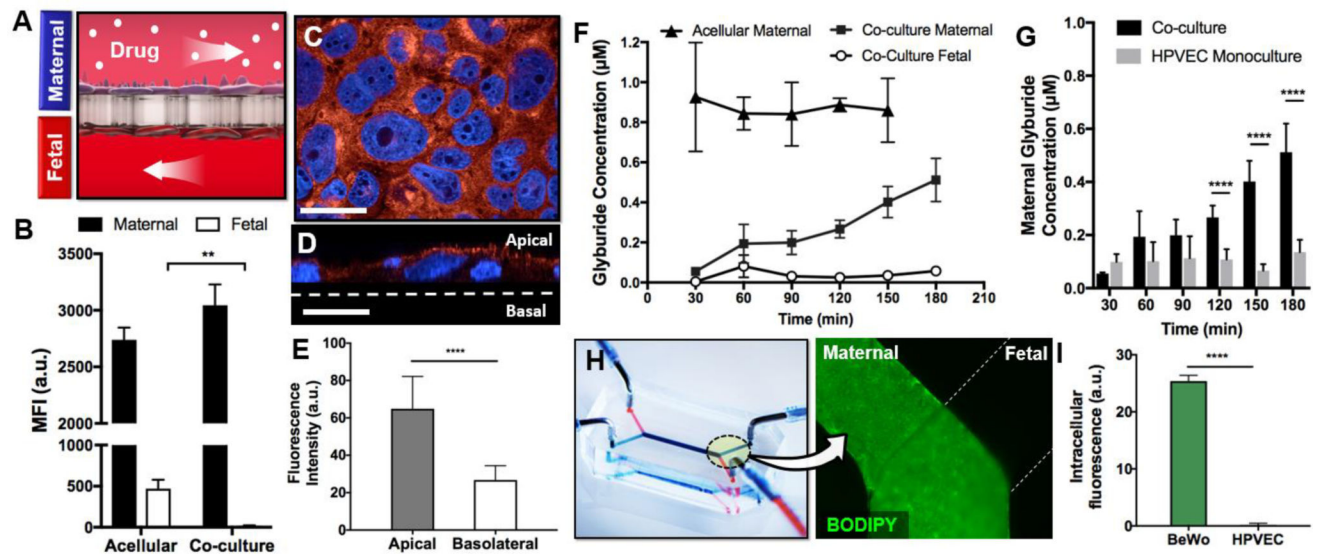 A
Maternal
Fetal
Drug
B
Maternal
Fetal
**
MFI (a.u.)
3500
3000
2500
2000
1000
500
0
Acellular
Co-culture
C
D
Apical
Basal
E
Fluorescence
Intensity (a.u.)
100
80
60
40
20
0
****
Apical
Basolateral
F
Acellular Maternal
Co-culture Maternal
Co-Culture Fetal
Glyburide Concentration (µM)
1.2
1.0
0.8
0.6
0.4
0.2
0.0
0
30
60
90
120
150
180
210
Time (min)
G
Co-culture
HPVEC Monoculture
Maternal Glyburide
Concentration (µM)
1.0
0.8
0.6
0.4
0.2
0.0
****
****
****
30
60
90
120
150
180
Time (min)
H
Maternal
Fetal
BODIPY
I
Intracellular
fluorescence (a.u.)
30
20
10
0
****
BeWo
HPVEC